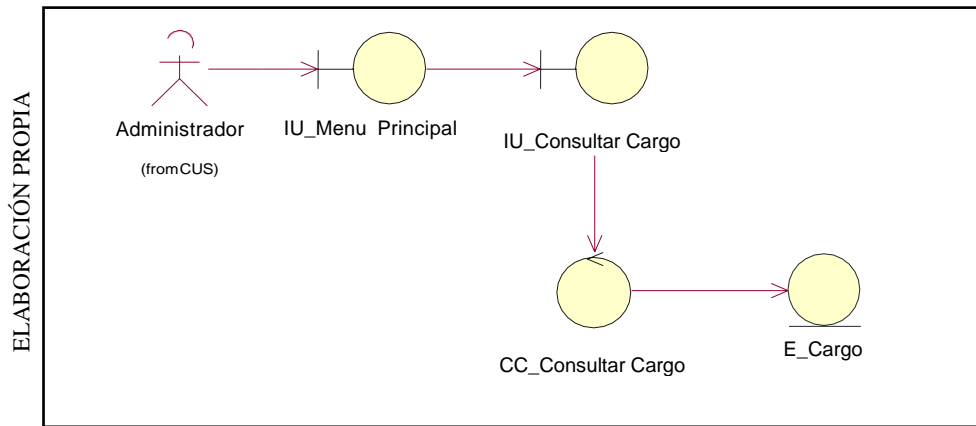 ELABORACIÓN PROPIA
Administrador
(fromCUS)
IU_Menu Principal
IU_Consultar Cargo
CC_Consultar Cargo
E_Cargo